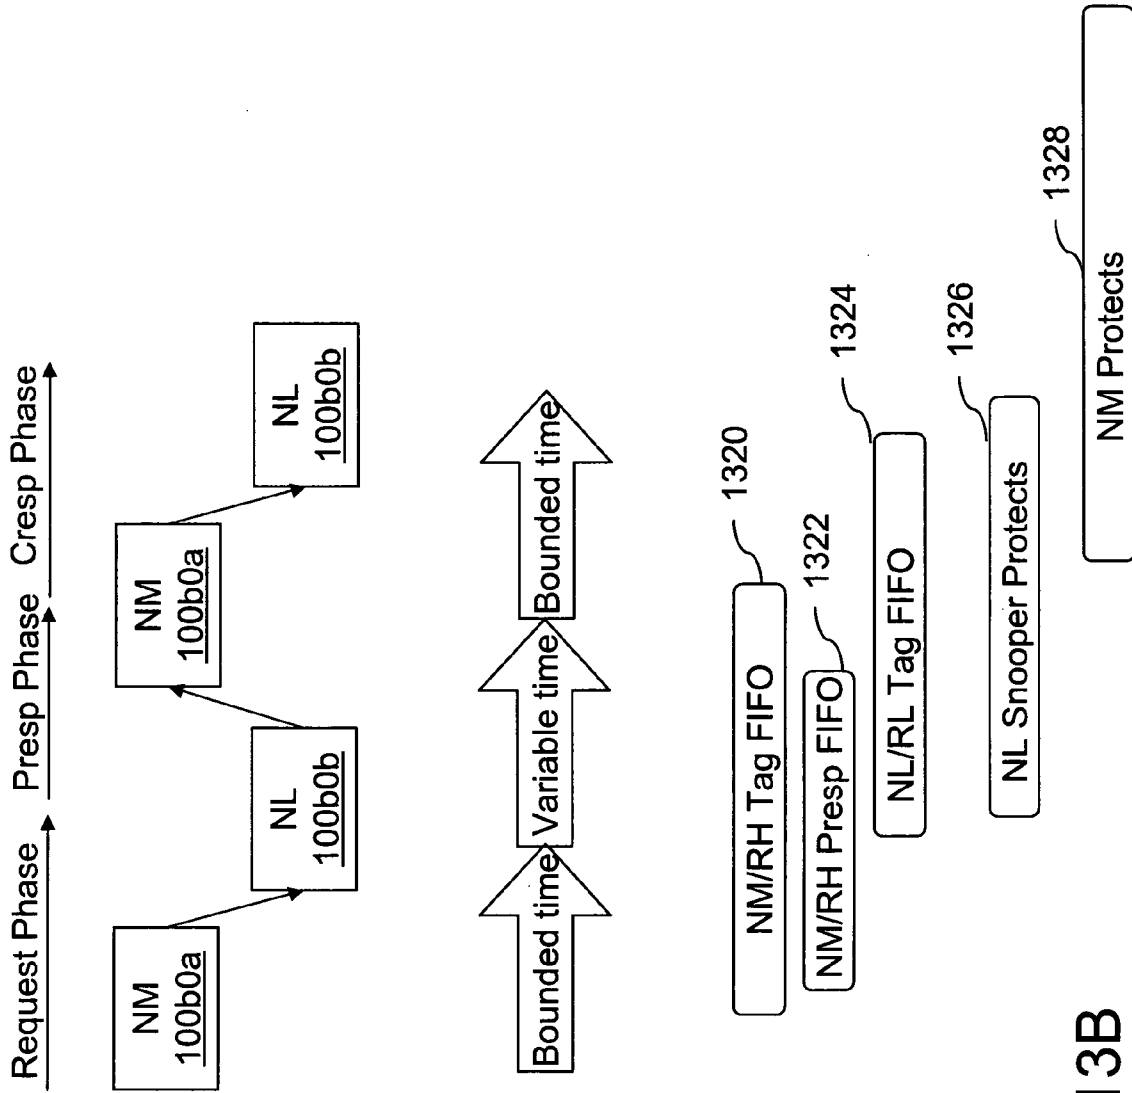 Request Phase
Presp Phase
Cresp Phase
NM
100b0a
NL
100b0b
NM
100b0a
NL
100b0b
Bounded time
Variable time
Bounded time
NM/RH Tag FIFO
1320
NM/RH Presp FIFO
1322
NL/RL Tag FIFO
1324
NL Snooper Protects
1326
NM Protects
1328
13B